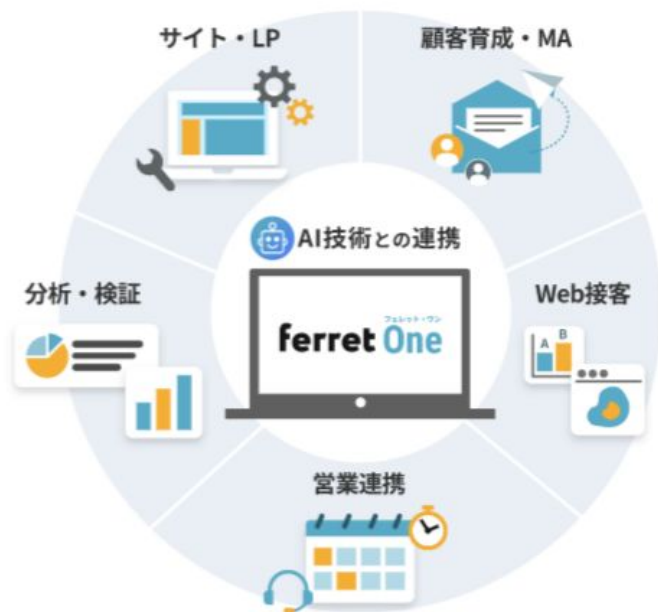 サイト・LP
顧客育成・MA
AI技術との連携
フェレット・ワン
ferret One
分析・検証
Web接客
A B
営業連携